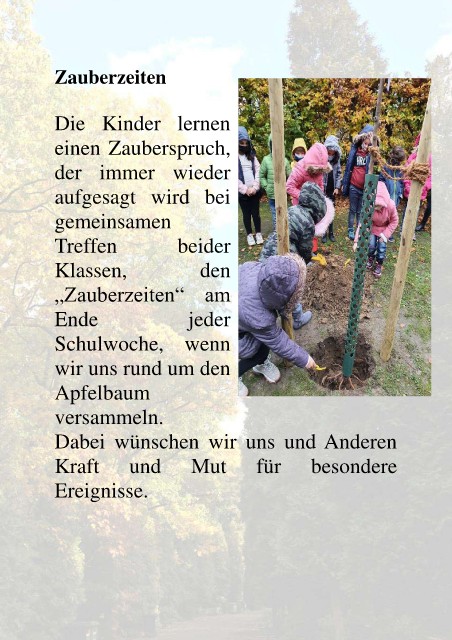 Zauberzeiten
Die Kinder lernen
einen Zauberspruch,
der immer wieder
aufgesagt wird bei
gemeinsamen
Treffen beider
Klassen, den
„Zauberzeiten“ am
Ende jeder
Schulwoche, wenn
wir uns rund um den
Apfelbaum
versammeln.
Dabei wünschen wir uns und Anderen
Kraft und Mut für besondere
Ereignisse.